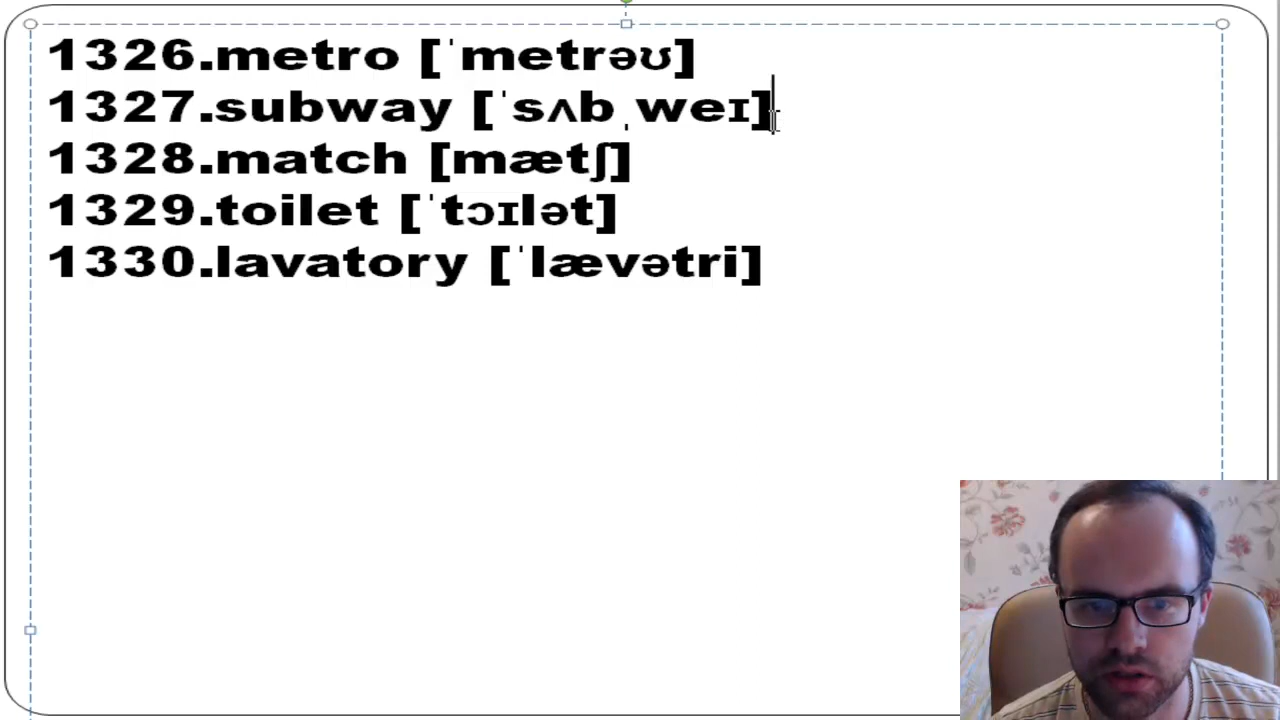 1326.metro [ˈmetrəʊ]
1327.subway [ˈsʌbˌweɪ]
1328.match [mætʃ]
1329.toilet [ˈtɔɪlət]
1330.lavatory [ˈlævətri]